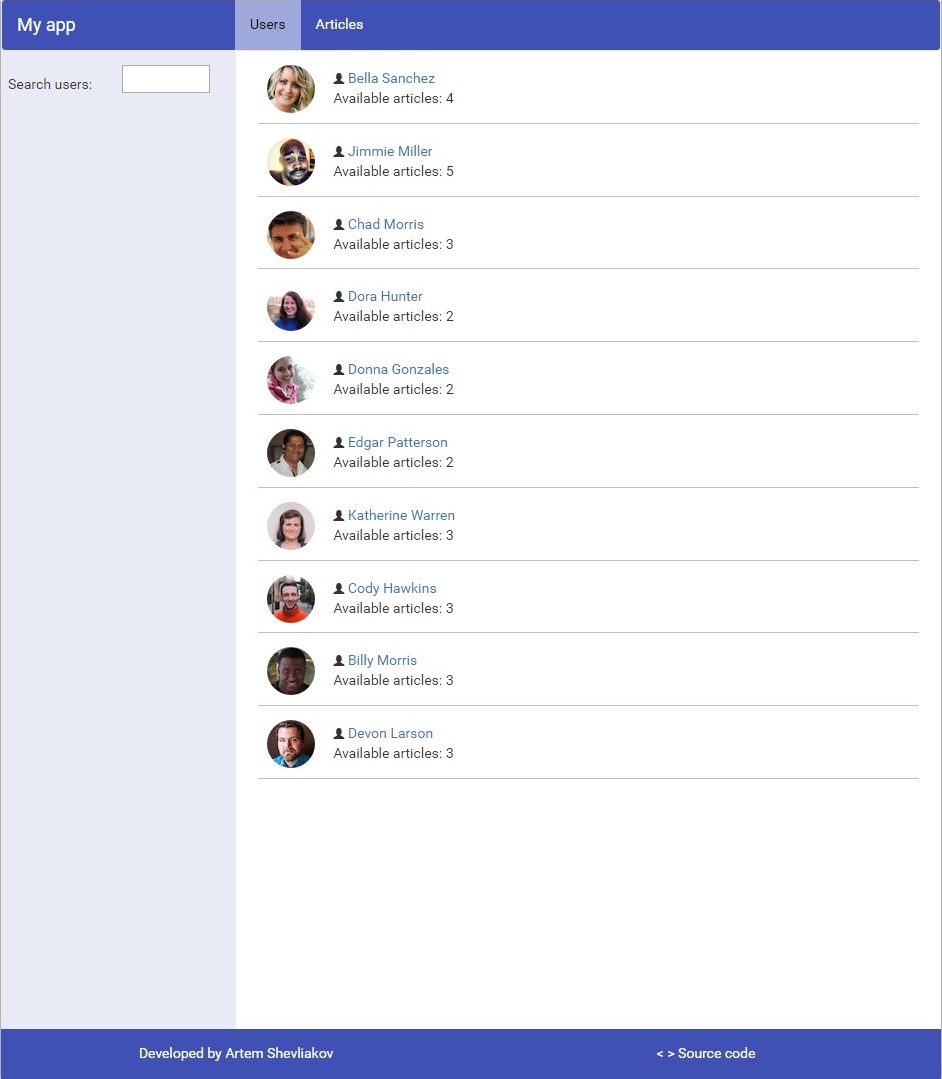 My app
Users
Articles
Search users:
Bella Sanchez
Available articles: 4
Jimmie Miller
Available articles: 5
Chad Morris
Available articles: 3
Dora Hunter
Available articles: 2
Donna Gonzales
Available articles: 2
Edgar Patterson
Available articles: 2
Katherine Warren
Available articles: 3
Cody Hawkins
Available articles: 3
Billy Morris
Available articles: 3
Devon Larson
Available articles: 3
Developed by Artem Shevliakov
< > Source code